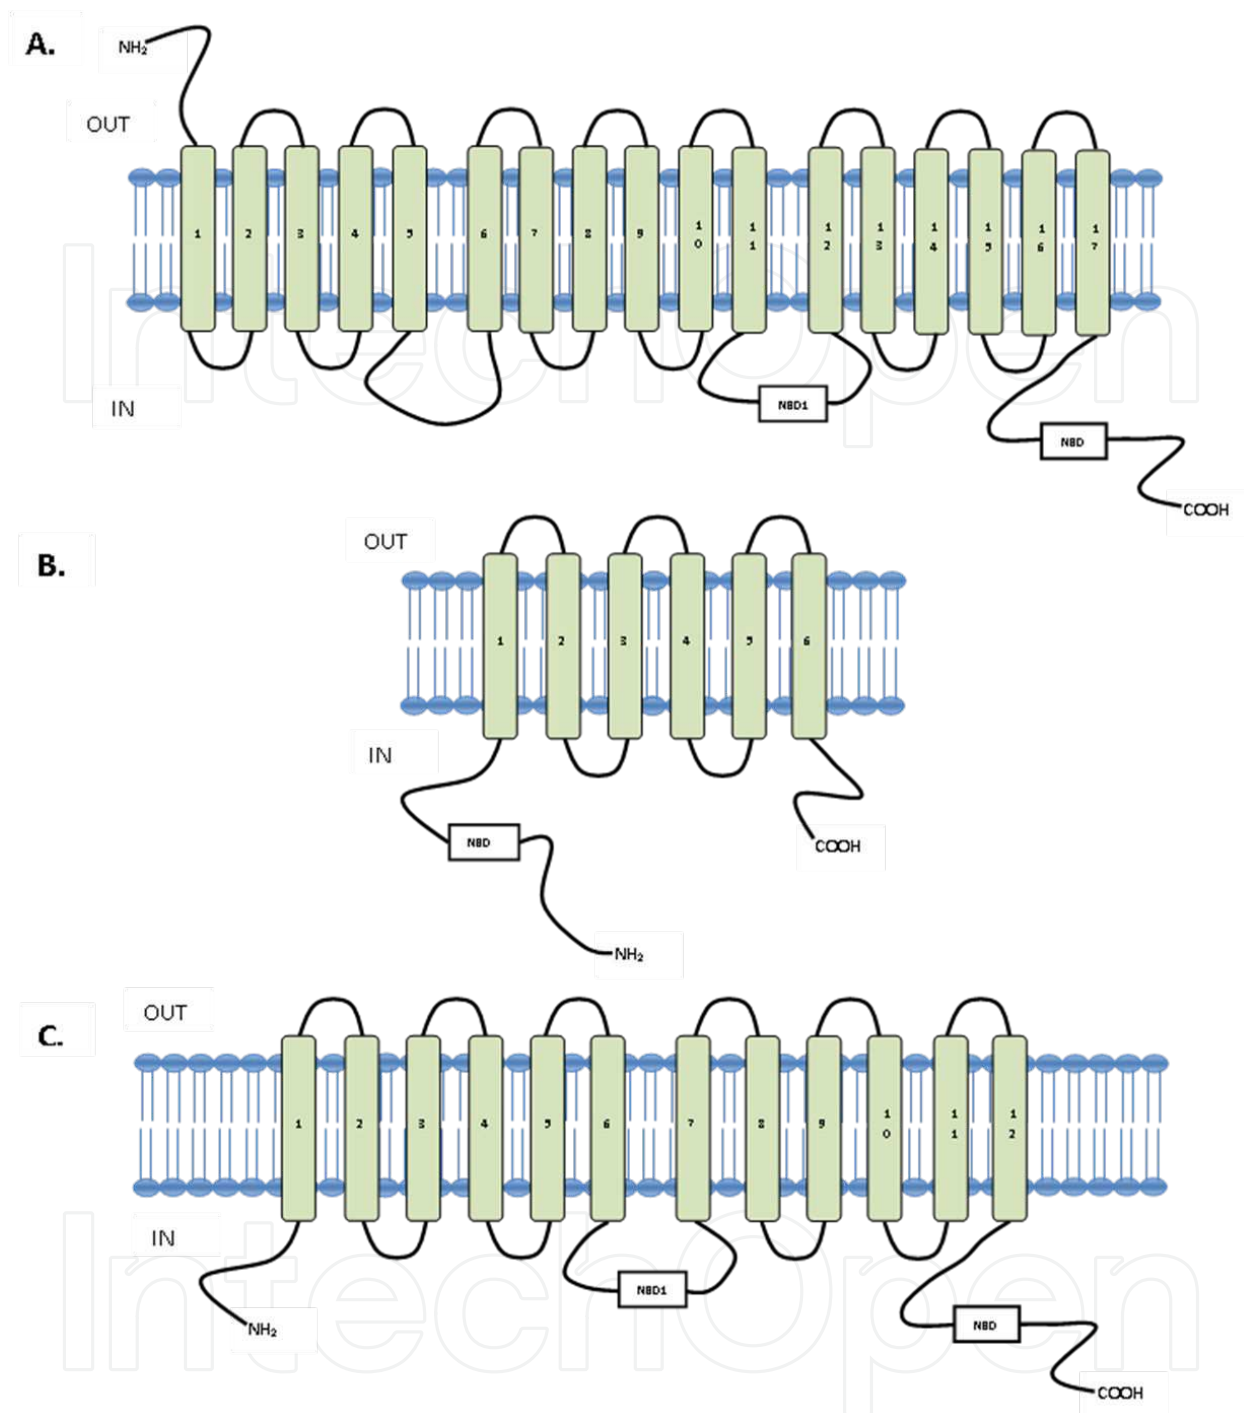 A.
NH₂
OUT
1 2 3 4 5 6 7 8 9 10 11 12 13 14 15 16 17
IN
NBD1
NBD
COOH
B.
OUT
1 2 3 4 5 6
IN
NBD
COOH
NH₂
C.
OUT
1 2 3 4 5 6 7 8 9 10 11 12
IN
NBD1
NBD
NH₂
COOH
IntechOpen
IntechOpen